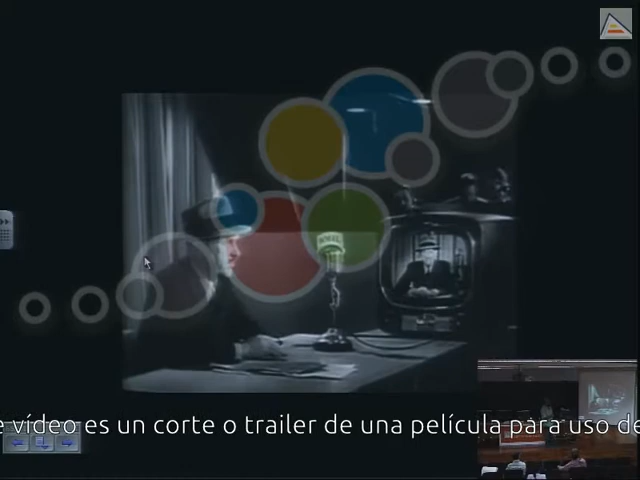 e vídeo es un corte o trailer de una película para uso de